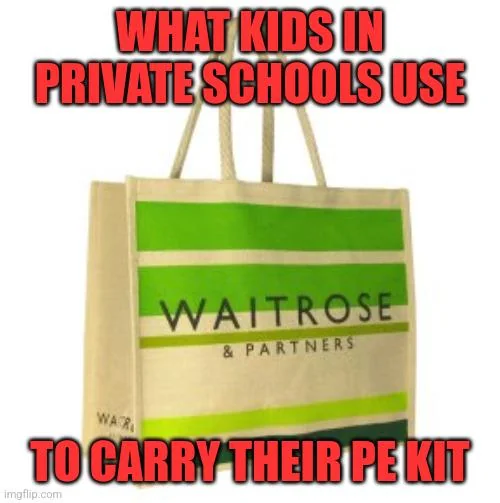 WHAT KIDS IN
PRIVATE SCHOOLS USE
WAITROSE
& PARTNERS
TO CARRY THEIR PE KIT
imgflip.com